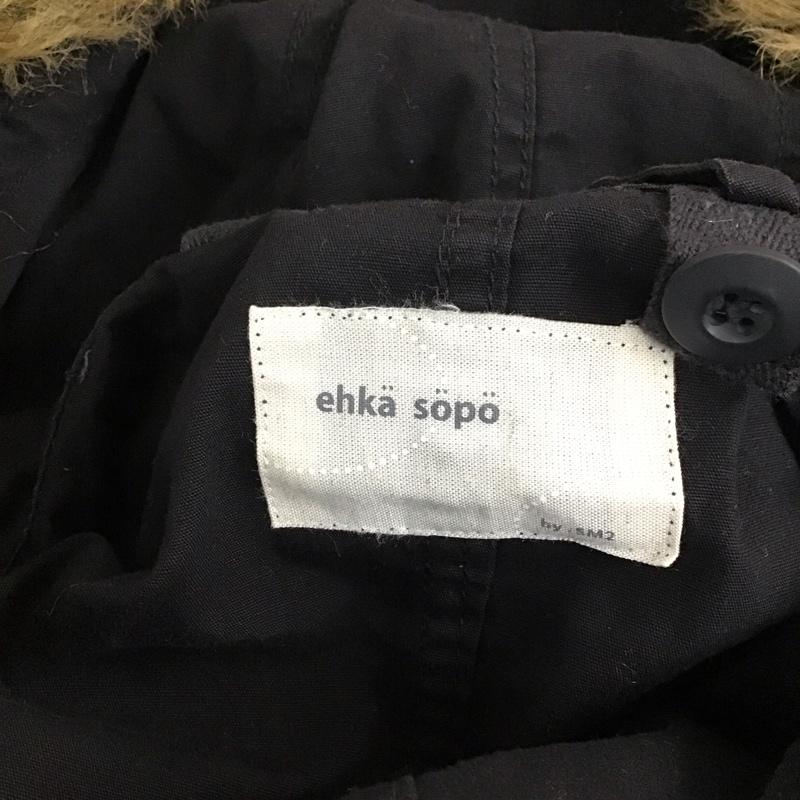 ehkä söpö
by .sM2